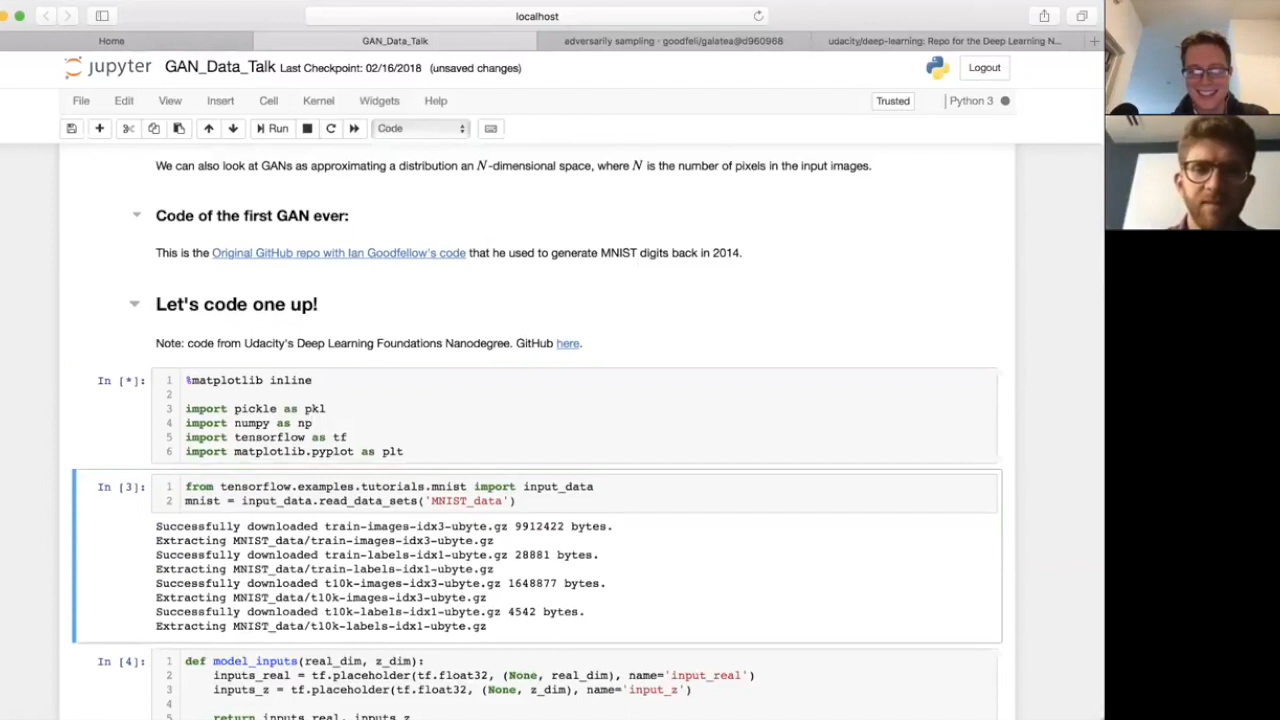 localhost
Home
GAN_Data_Talk
adversarily sampling · goodfeli/galatea@d960968
udacity/deep-learning: Repo for the Deep Learning N...
jupyter GAN_Data_Talk Last Checkpoint: 02/16/2018 (unsaved changes)
Logout
File Edit View Insert Cell Kernel Widgets Help
Trusted
Python 3
Run
Code
We can also look at GANs as approximating a distribution an N-dimensional space, where N is the number of pixels in the input images.
Code of the first GAN ever:
This is the Original GitHub repo with Ian Goodfellow's code that he used to generate MNIST digits back in 2014.
Let's code one up!
Note: code from Udacity's Deep Learning Foundations Nanodegree. GitHub here.
In [*]:
1 %matplotlib inline
2
3 import pickle as pkl
4 import numpy as np
5 import tensorflow as tf
6 import matplotlib.pyplot as plt
In [3]:
1 from tensorflow.examples.tutorials.mnist import input_data
2 mnist = input_data.read_data_sets('MNIST_data')
Successfully downloaded train-images-idx3-ubyte.gz 9912422 bytes.
Extracting MNIST_data/train-images-idx3-ubyte.gz
Successfully downloaded train-labels-idx1-ubyte.gz 28881 bytes.
Extracting MNIST_data/train-labels-idx1-ubyte.gz
Successfully downloaded t10k-images-idx3-ubyte.gz 1648877 bytes.
Extracting MNIST_data/t10k-images-idx3-ubyte.gz
Successfully downloaded t10k-labels-idx1-ubyte.gz 4542 bytes.
Extracting MNIST_data/t10k-labels-idx1-ubyte.gz
In [4]:
1 def model_inputs(real_dim, z_dim):
2 inputs_real = tf.placeholder(tf.float32, (None, real_dim), name='input_real')
3 inputs_z = tf.placeholder(tf.float32, (None, z_dim), name='input_z')
4
5 return inputs_real, inputs_z